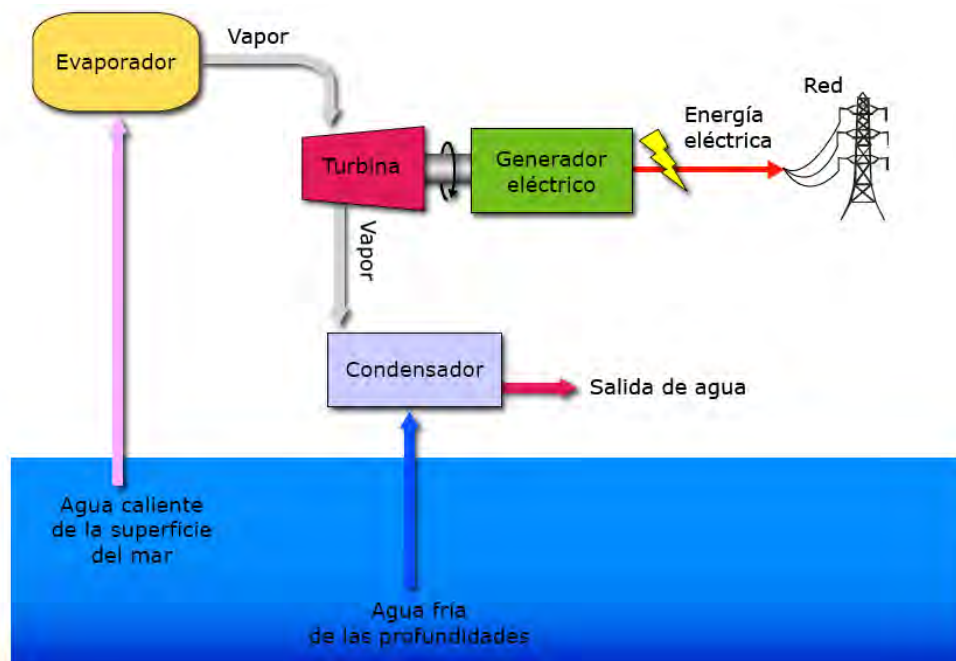 Vapor
Evaporador
Red
Energía
eléctrica
Turbina
Generador
eléctrico
Vapor
Condensador
Salida de agua
Agua caliente
de la superficie
del mar
Agua fría
de las profundidades